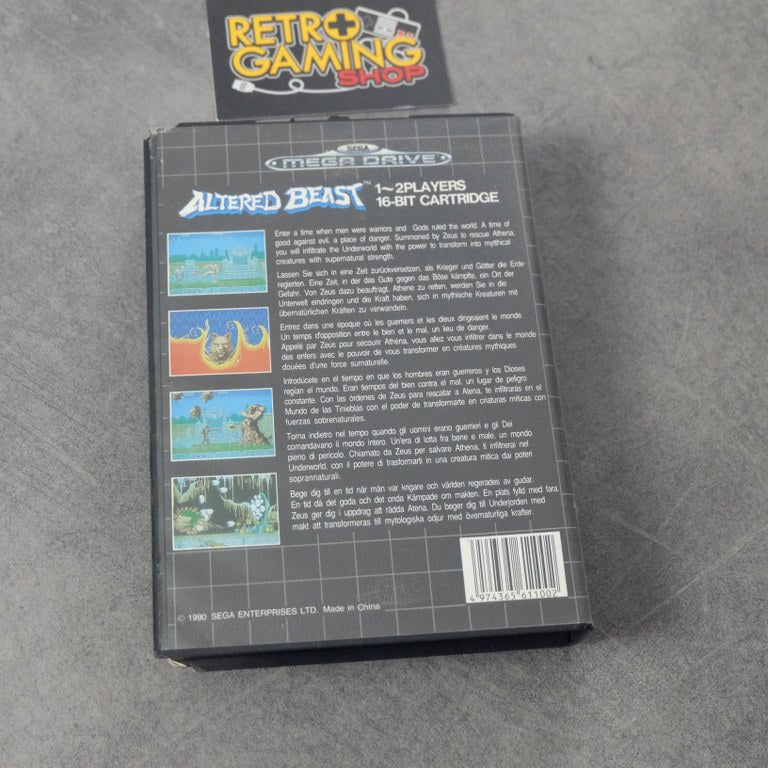 RETRO
GAMING
SHOP
SEGA
MEGA DRIVE
ALTERED BEAST™
1~2PLAYERS
16-BIT CARTRIDGE
Enter a time when men were warriors and Gods ruled the world. A time of
good against evil, a place of danger. Summoned by Zeus to rescue Athena,
you will infiltrate the Underworld with the power to transform into mythical
creatures with supernatural strength.
Lassen Sie sich in eine Zeit zurückversetzen, als Krieger und Götter die Erde
regierten. Eine Zeit, in der das Gute gegen das Böse kämpfte, ein Ort der
Gefahr. Von Zeus dazu beauftragt, Athene zu retten, werden Sie in die
Unterwelt eindringen und die Kraft haben, sich in mythische Kreaturen mit
übernatürlichen Kräften zu verwandeln.
Entrez dans une époque où les guerriers et les dieux dirigeaient le monde.
Un temps d'opposition entre le bien et le mal, un lieu de danger.
Appelé par Zeus pour secourir Athéna, vous allez vous infiltrer dans le monde
des enfers avec le pouvoir de vous transformer en créatures mythiques
douées d'une force surnaturelle.
Introdúcete en el tiempo en que los hombres eran guerreros y los Dioses
regían el mundo. Eran tiempos del bien contra el mal, un lugar de peligro
constante. Con las órdenes de Zeus para rescatar a Atena, te infiltrarás en el
Mundo de las Tinieblas con el poder de transformarte en criaturas míticas con
fuerzas sobrenaturales.
Torna indietro nel tempo quando gli uomini erano guerrieri e gli Dei
comandavano il mondo intero. Un'era di lotta fra bene e male, un mondo
pieno di pericolo. Chiamato da Zeus per salvare Athena, ti infiltrerai nel
Underworld, con il potere di trasformarti in una creatura mitica dai poteri
soprannaturali.
Bege dig till en tid när män var krigare och världen regerades av gudar.
En tid då det goda och det onda Kämpade om makten. En plats fylld med fara.
Zeus ger dig i uppdrag att rädda Atena. Du beger dig till Underjorden med
makt att transformeras till mytologiska odjur med övernaturliga krafter.
4 974365 611002
© 1990 SEGA ENTERPRISES LTD. Made in China